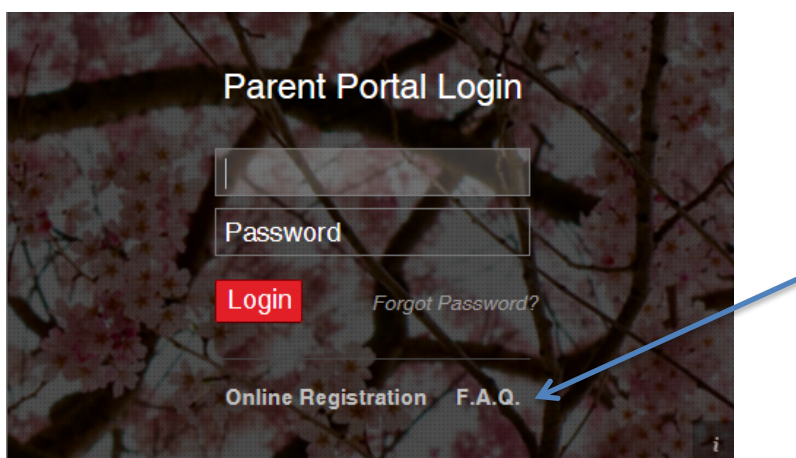 Parent Portal Login
Password
Login Forgot Password?
Online Registration F.A.Q.
i